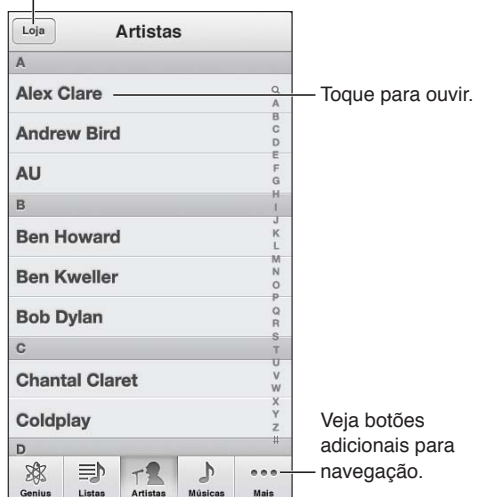 Loja
Artistas
A
Alex Clare
Toque para ouvir.
Andrew Bird
AU
B
Ben Howard
Ben Kweller
Bob Dylan
C
Chantal Claret
Coldplay
D
A
B
C
D
E
F
G
H
I
J
K
L
M
N
O
P
Q
R
S
T
U
V
W
X
Y
Z
#
Veja botões
adicionais para
navegação.
Genius
Listas
Artistas
Músicas
Mais